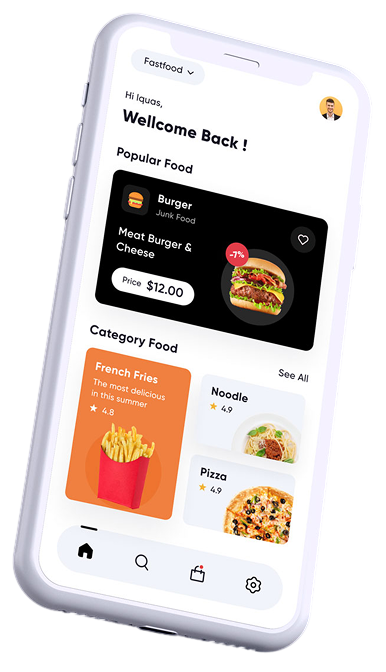 Fastfood
Hi Iquas,
Wellcome Back !
Popular Food
Burger
Junk Food
Meat Burger &
Cheese
-7%
Price $12.00
Category Food
See All
French Fries
The most delicious
in this summer
4.8
Noodle
4.9
Pizza
4.9